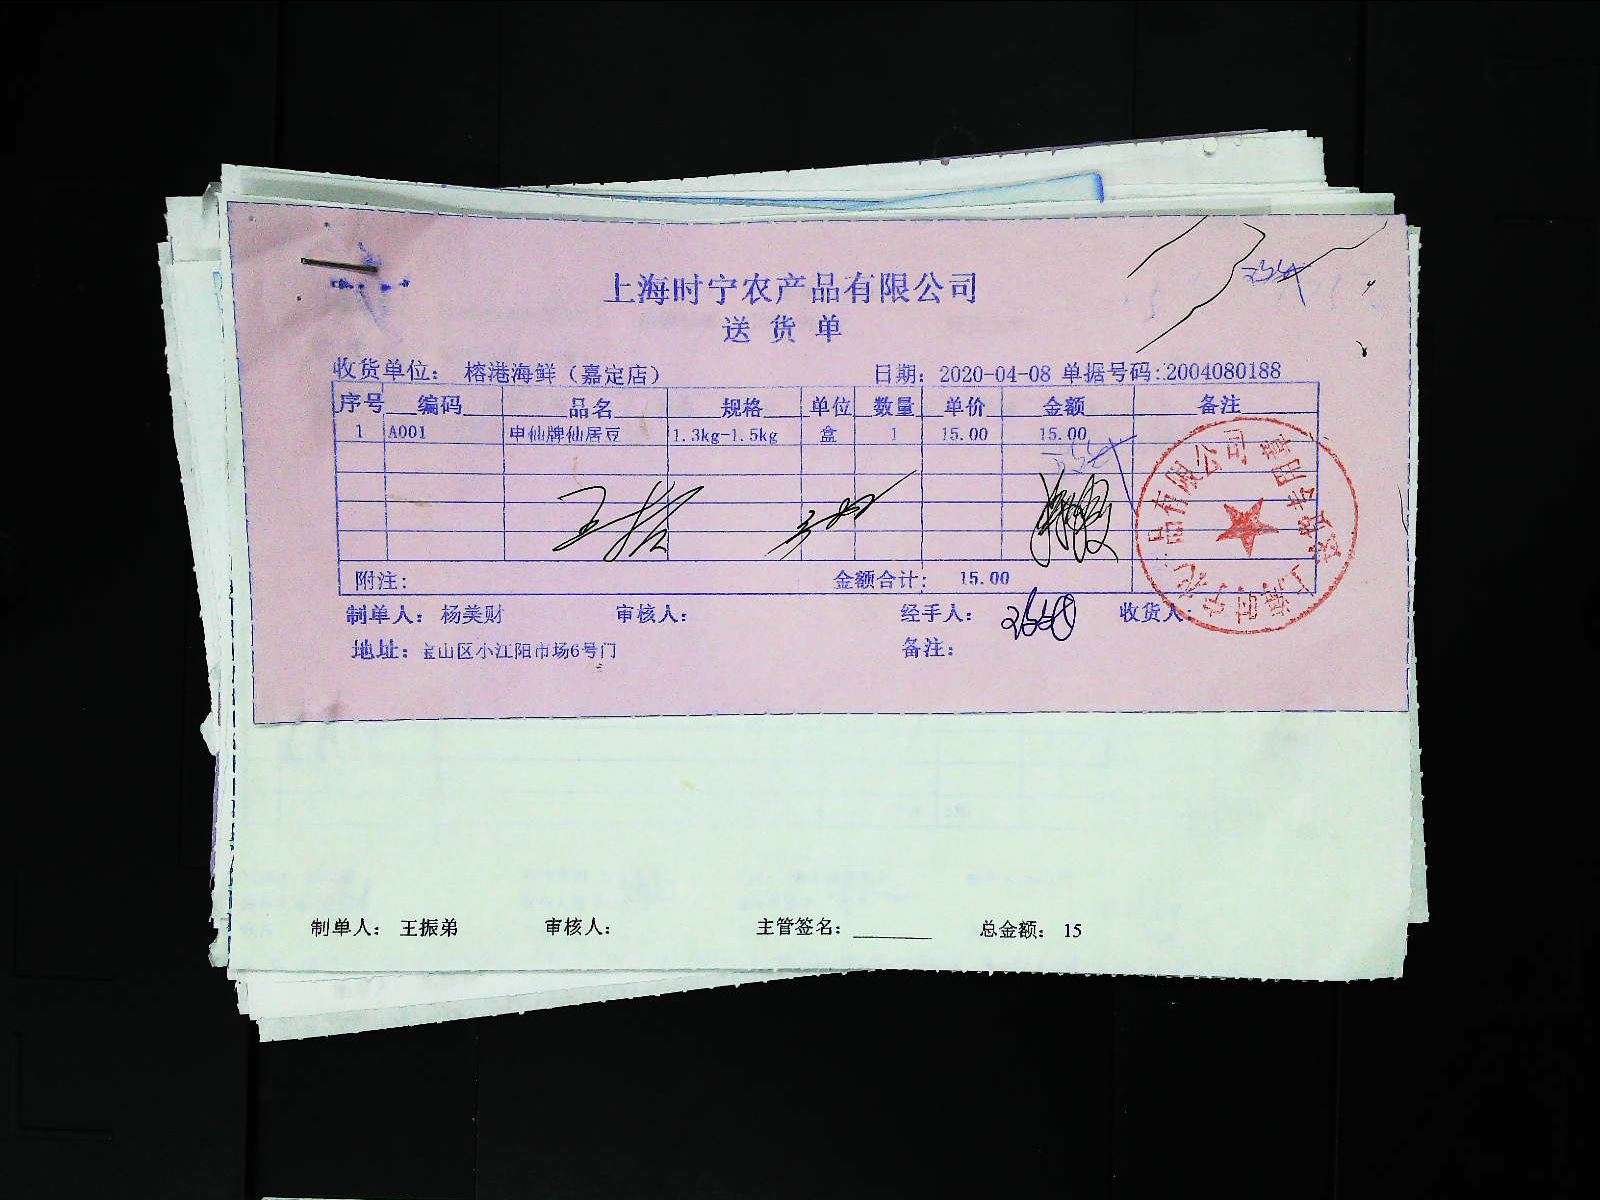 上海时宁农产品有限公司
送货单
收货单位: 榕港海鲜（嘉定店） 日期: 2020-04-08 单据号码:2004080188
序号 编码 品名 规格 单位 数量 单价 金额 备注
1 A001 申仙牌仙居豆 1.3kg-1.5kg 盒 1 15.00 15.00
附注: 金额合计: 15.00
制单人: 杨美财 审核人: 经手人: 收货人:
地址: 宝山区小江阳市场6号门 备注:
制单人: 王振弟 审核人: 主管签名: 总金额: 15